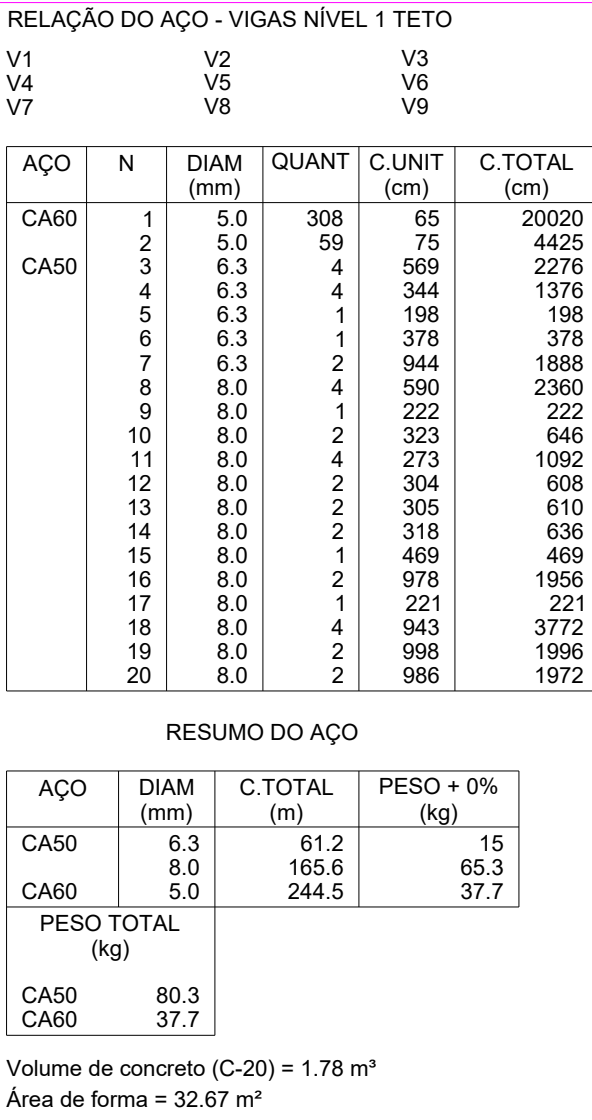 RELAÇÃO DO AÇO - VIGAS NÍVEL 1 TETO
V1 V2 V3
V4 V5 V6
V7 V8 V9
AÇO N DIAM QUANT C.UNIT C.TOTAL
(mm) (cm) (cm)
CA60 1 5.0 308 65 20020
2 5.0 59 75 4425
CA50 3 6.3 4 569 2276
4 6.3 4 344 1376
5 6.3 1 198 198
6 6.3 1 378 378
7 6.3 2 944 1888
8 8.0 4 590 2360
9 8.0 1 222 222
10 8.0 2 323 646
11 8.0 4 273 1092
12 8.0 2 304 608
13 8.0 2 305 610
14 8.0 2 318 636
15 8.0 1 469 469
16 8.0 2 978 1956
17 8.0 1 221 221
18 8.0 4 943 3772
19 8.0 2 998 1996
20 8.0 2 986 1972
RESUMO DO AÇO
AÇO DIAM C.TOTAL PESO + 0%
(mm) (m) (kg)
CA50 6.3 61.2 15
8.0 165.6 65.3
CA60 5.0 244.5 37.7
PESO TOTAL
(kg)
CA50 80.3
CA60 37.7
Volume de concreto (C-20) = 1.78 m³
Área de forma = 32.67 m²